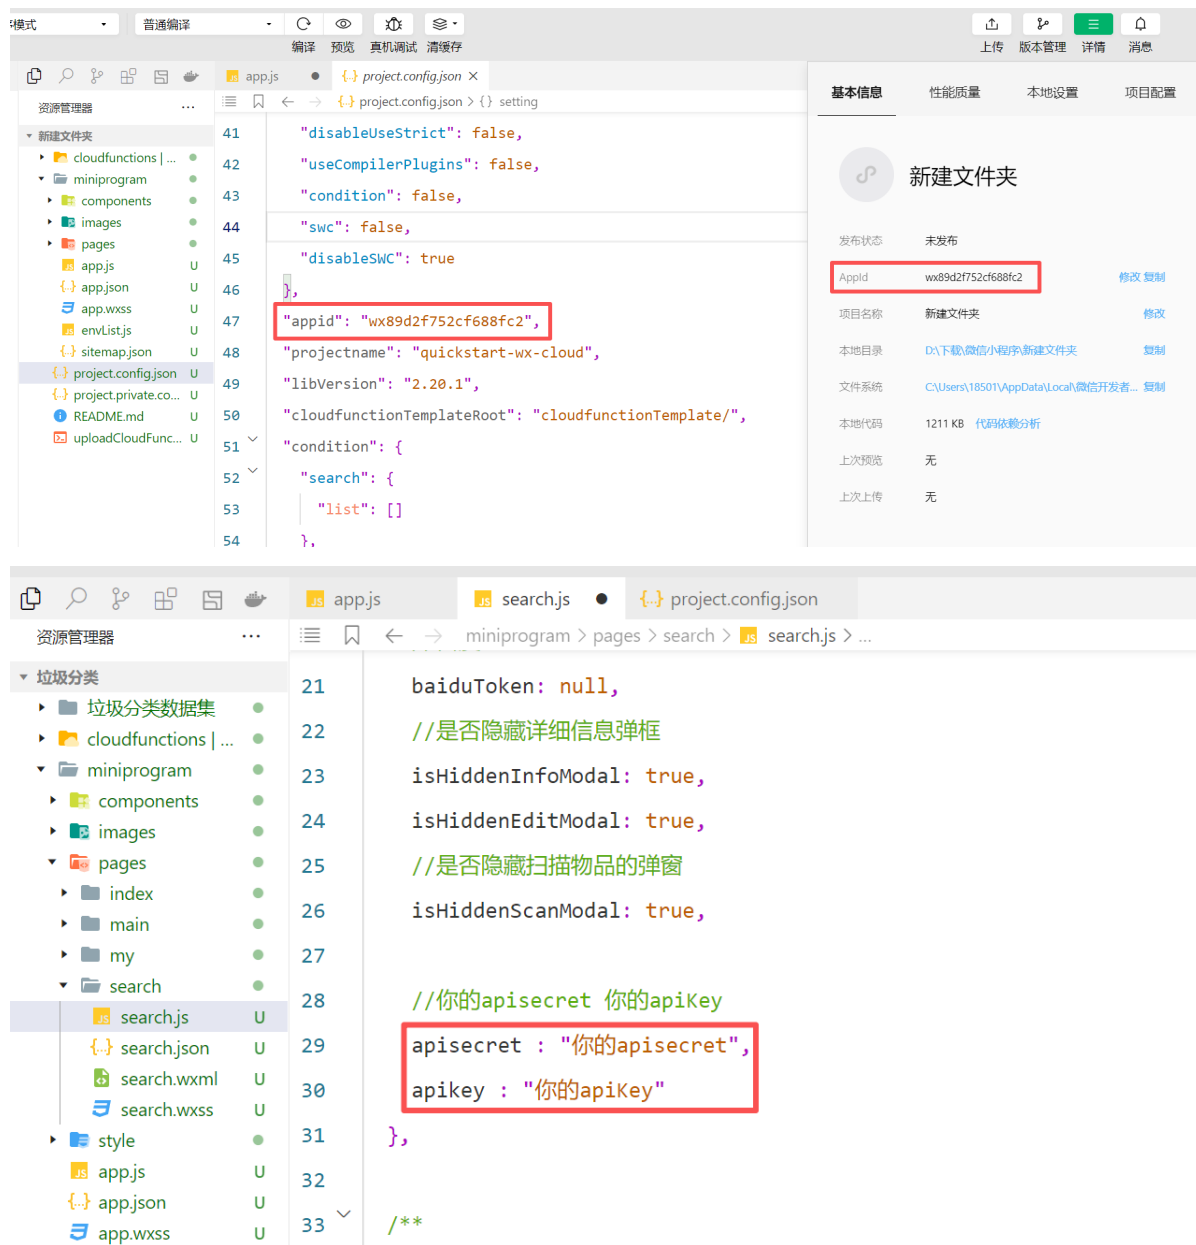 序模式
普通编译
编译 预览 真机调试 清缓存
上传 版本管理 详情 消息
app.js
{..} project.config.json ×
资源管理器 ···
{..} project.config.json > {} setting
新建文件夹
cloudfunctions | ...
miniprogram
components
images
pages
app.js U
{..} app.json U
app.wxss U
envList.js U
{..} sitemap.json U
{..} project.config.json U
{..} project.private.co... U
README.md U
uploadCloudFunc... U
41 "disableUseStrict": false,
42 "useCompilerPlugins": false,
43 "condition": false,
44 "swc": false,
45 "disableSWC": true
46 },
47 "appid": "wx89d2f752cf688fc2",
48 "projectname": "quickstart-wx-cloud",
49 "libVersion": "2.20.1",
50 "cloudfunctionTemplateRoot": "cloudfunctionTemplate/",
51 "condition": {
52 "search": {
53 "list": []
54 },
基本信息 性能质量 本地设置 项目配置
新建文件夹
发布状态 未发布
AppId wx89d2f752cf688fc2 修改 复制
项目名称 新建文件夹 修改
本地目录 D:\下载\微信小程序\新建文件夹 复制
文件系统 C:\Users\18501\AppData\Local\微信开发者... 复制
本地代码 1211 KB 代码依赖分析
上次预览 无
上次上传 无
app.js
search.js
{..} project.config.json
资源管理器 ···
miniprogram > pages > search > search.js > ...
垃圾分类
垃圾分类数据集
cloudfunctions | ...
miniprogram
components
images
pages
index
main
my
search
search.js U
{..} search.json U
search.wxml U
search.wxss U
style
app.js U
{..} app.json U
app.wxss U
21 baiduToken: null,
22 //是否隐藏详细信息弹框
23 isHiddenInfoModal: true,
24 isHiddenEditModal: true,
25 //是否隐藏扫描物品的弹窗
26 isHiddenScanModal: true,
27
28 //你的apisecret 你的apiKey
29 apisecret : "你的apisecret",
30 apikey : "你的apiKey"
31 },
32
33 /**